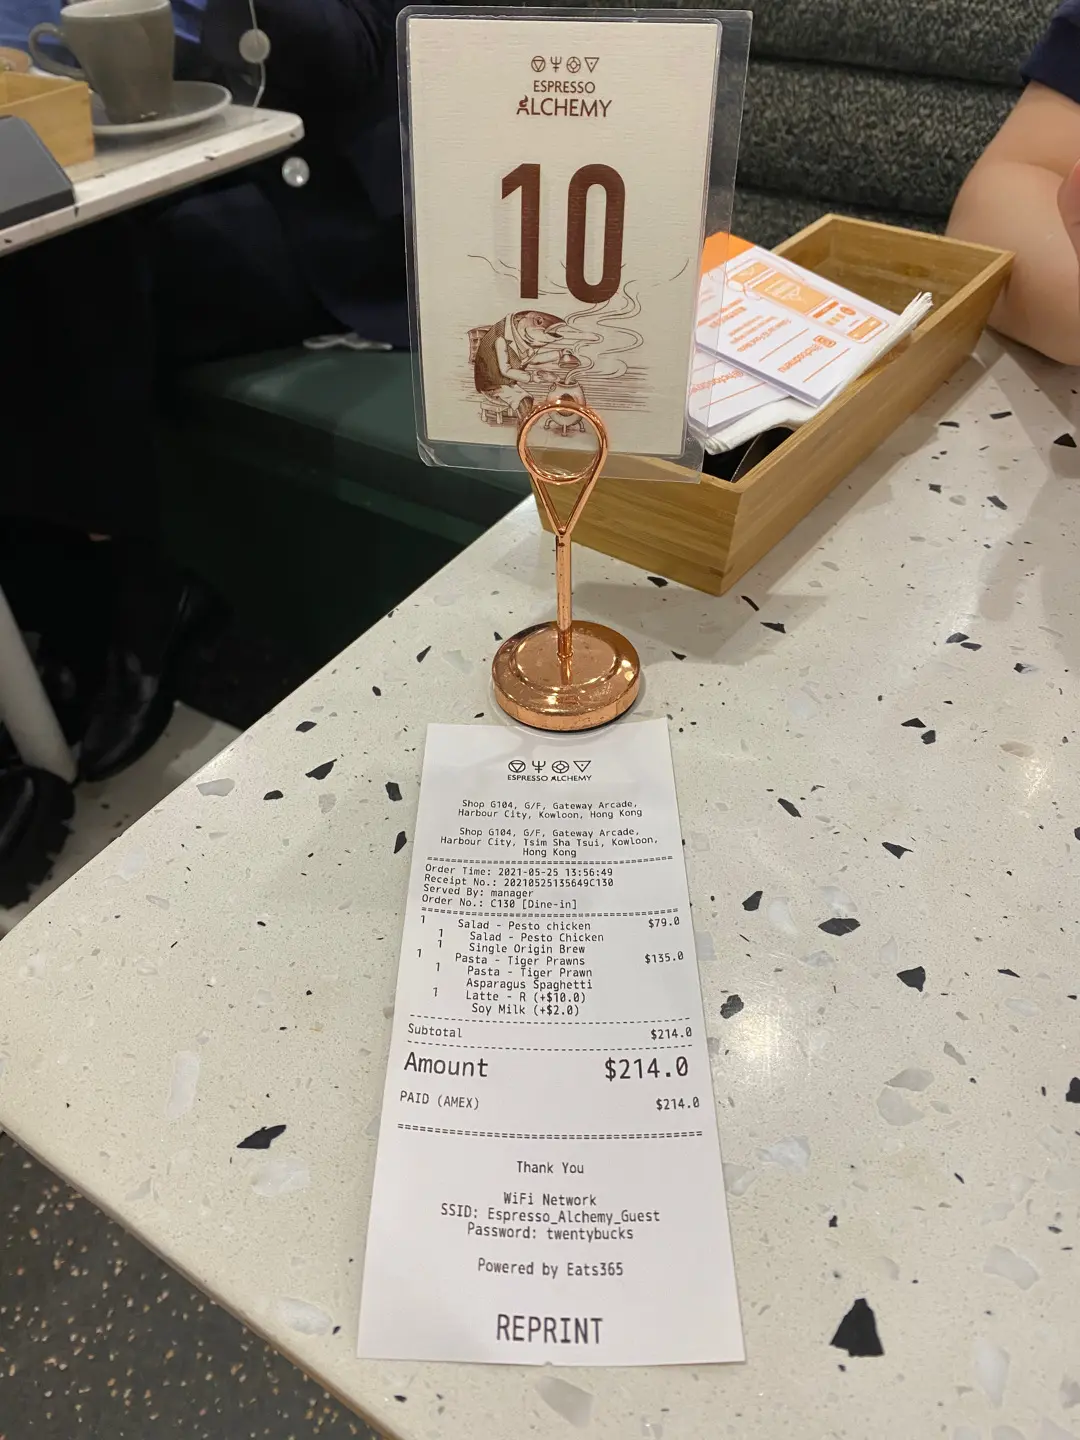 ESPRESSO
ALCHEMY
10
ESPRESSO ALCHEMY
Shop G104, G/F, Gateway Arcade,
Harbour City, Kowloon, Hong Kong
Shop G104, G/F, Gateway Arcade,
Harbour City, Tsim Sha Tsui, Kowloon,
Hong Kong
Order Time: 2021-05-25 13:56:49
Receipt No.: 20210525135649C130
Served By: manager
Order No.: C130 [Dine-in]
1 Salad - Pesto chicken $79.0
1 Salad - Pesto Chicken
1 Single Origin Brew
1 Pasta - Tiger Prawns $135.0
1 Pasta - Tiger Prawn
Asparagus Spaghetti
1 Latte - R (+$10.0)
Soy Milk (+$2.0)
Subtotal $214.0
Amount $214.0
PAID (AMEX) $214.0
Thank You
WiFi Network
SSID: Espresso_Alchemy_Guest
Password: twentybucks
Powered by Eats365
REPRINT